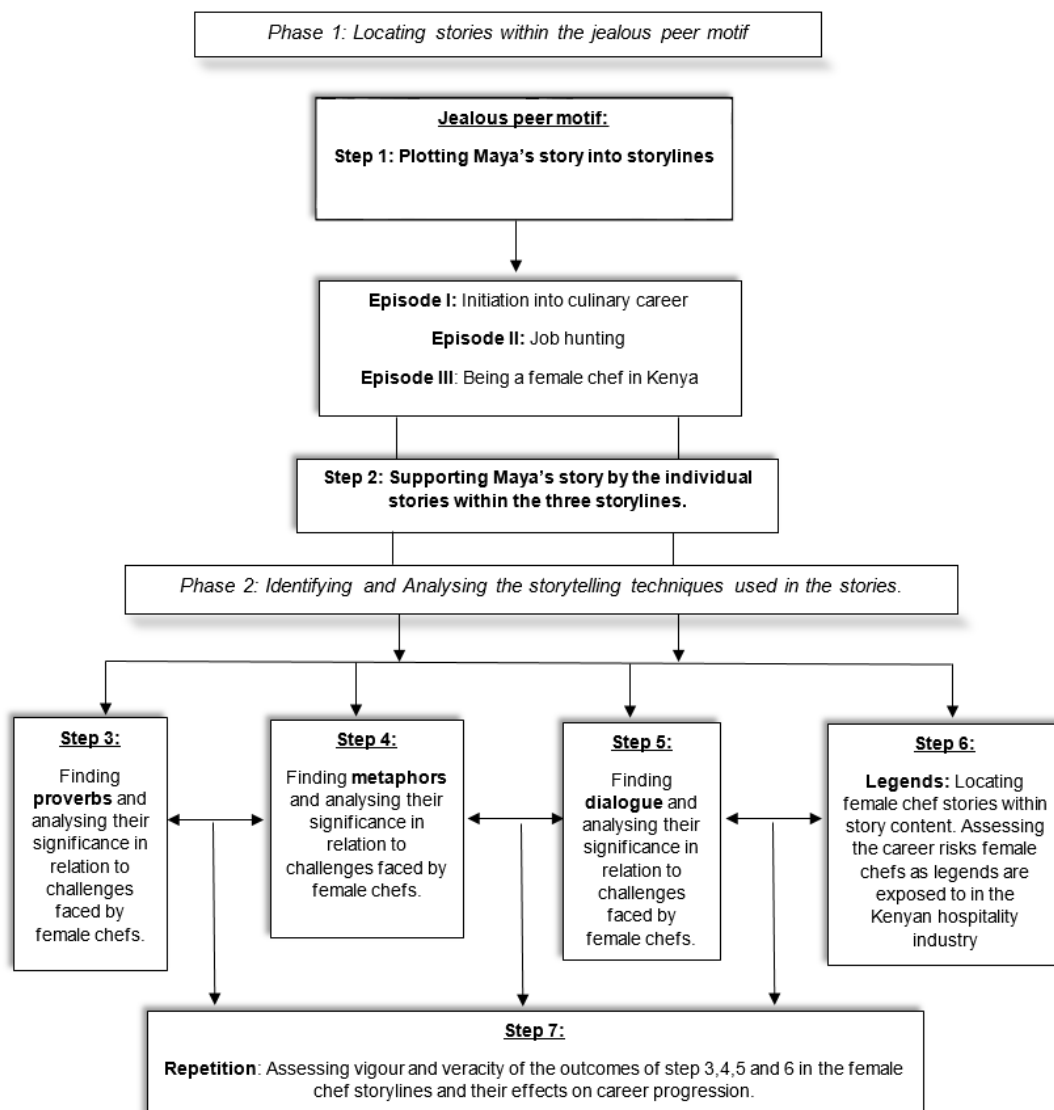 Phase 1: Locating stories within the jealous peer motif
Jealous peer motif:
Step 1: Plotting Maya's story into storylines
Episode I: Initiation into culinary career
Episode II: Job hunting
Episode III: Being a female chef in Kenya
Step 2: Supporting Maya's story by the individual
stories within the three storylines.
Phase 2: Identifying and Analysing the storytelling techniques used in the stories.
Step 3:
Finding
proverbs and
analysing their
significance in
relation to
challenges
faced by
female chefs.
Step 4:
Finding metaphors
and analysing their
significance in
relation to
challenges faced by
female chefs.
Step 5:
Finding
dialogue and
analysing their
significance in
relation to
challenges
faced by
female chefs.
Step 6:
Legends: Locating
female chef stories within
story content. Assessing
the career risks female
chefs as legends are
exposed to in the
Kenyan hospitality
industry
Step 7:
Repetition: Assessing vigour and veracity of the outcomes of step 3,4,5 and 6 in the female
chef storylines and their effects on career progression.